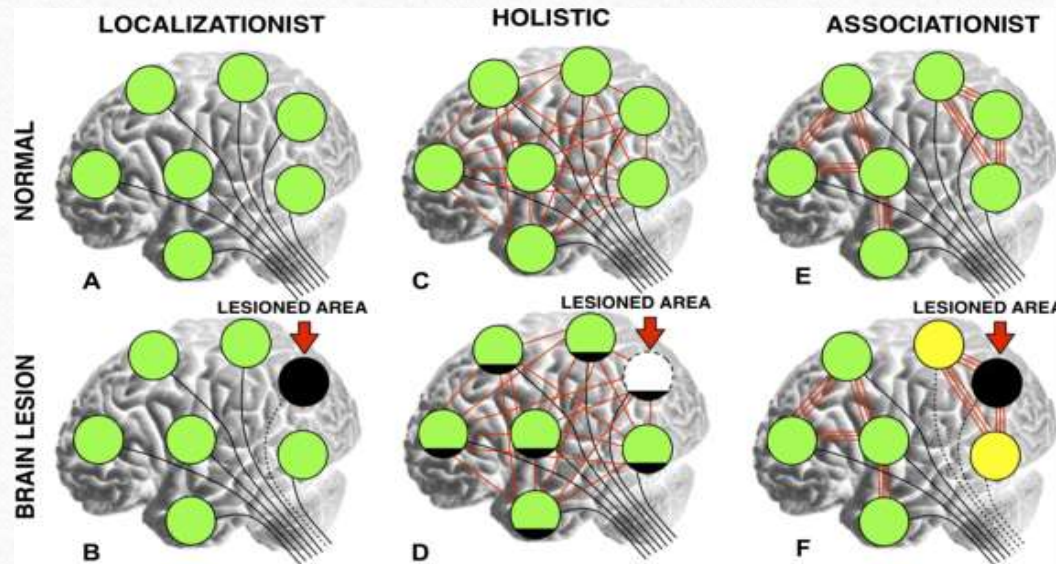 LOCALIZATIONIST
HOLISTIC
ASSOCIATIONIST
NORMAL
A
C
E
BRAIN LESION
LESIONED AREA
LESIONED AREA
LESIONED AREA
B
D
F